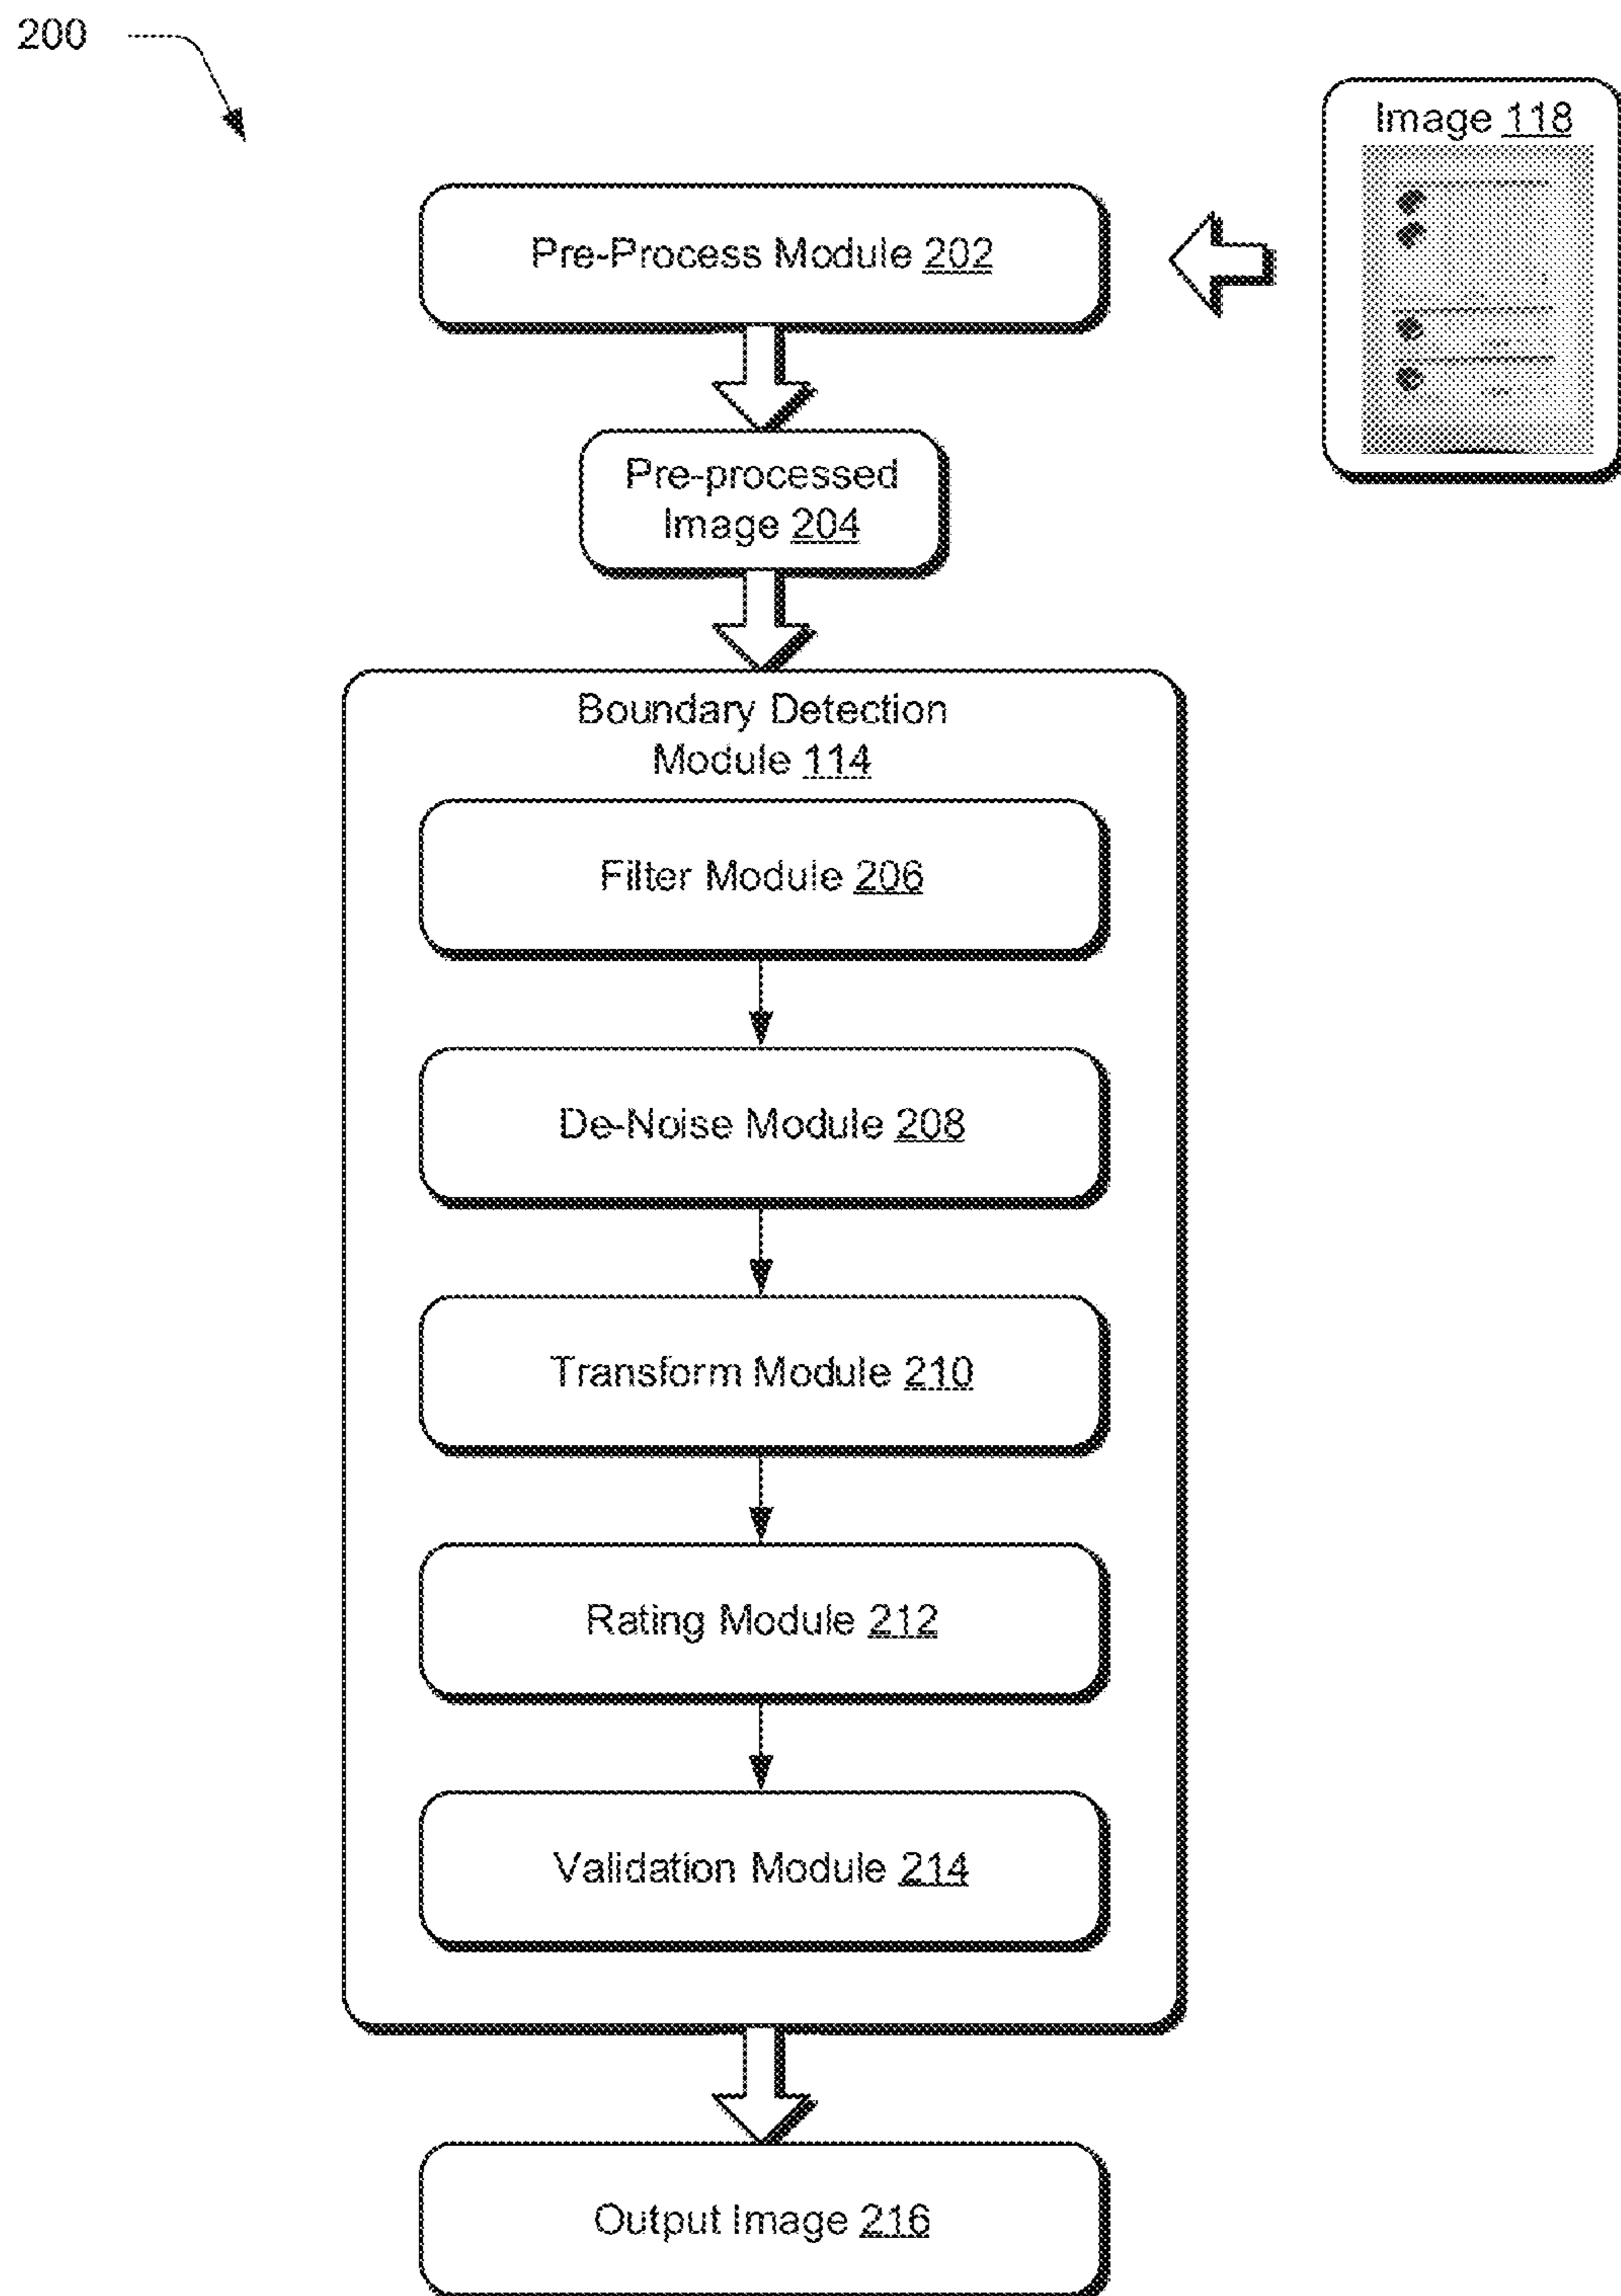 200
Image 118
Pre-Process Module 202
Pre-processed
Image 204
Boundary Detection
Module 114
Filter Module 206
De-Noise Module 208
Transform Module 210
Rating Module 212
Validation Module 214
Output Image 216